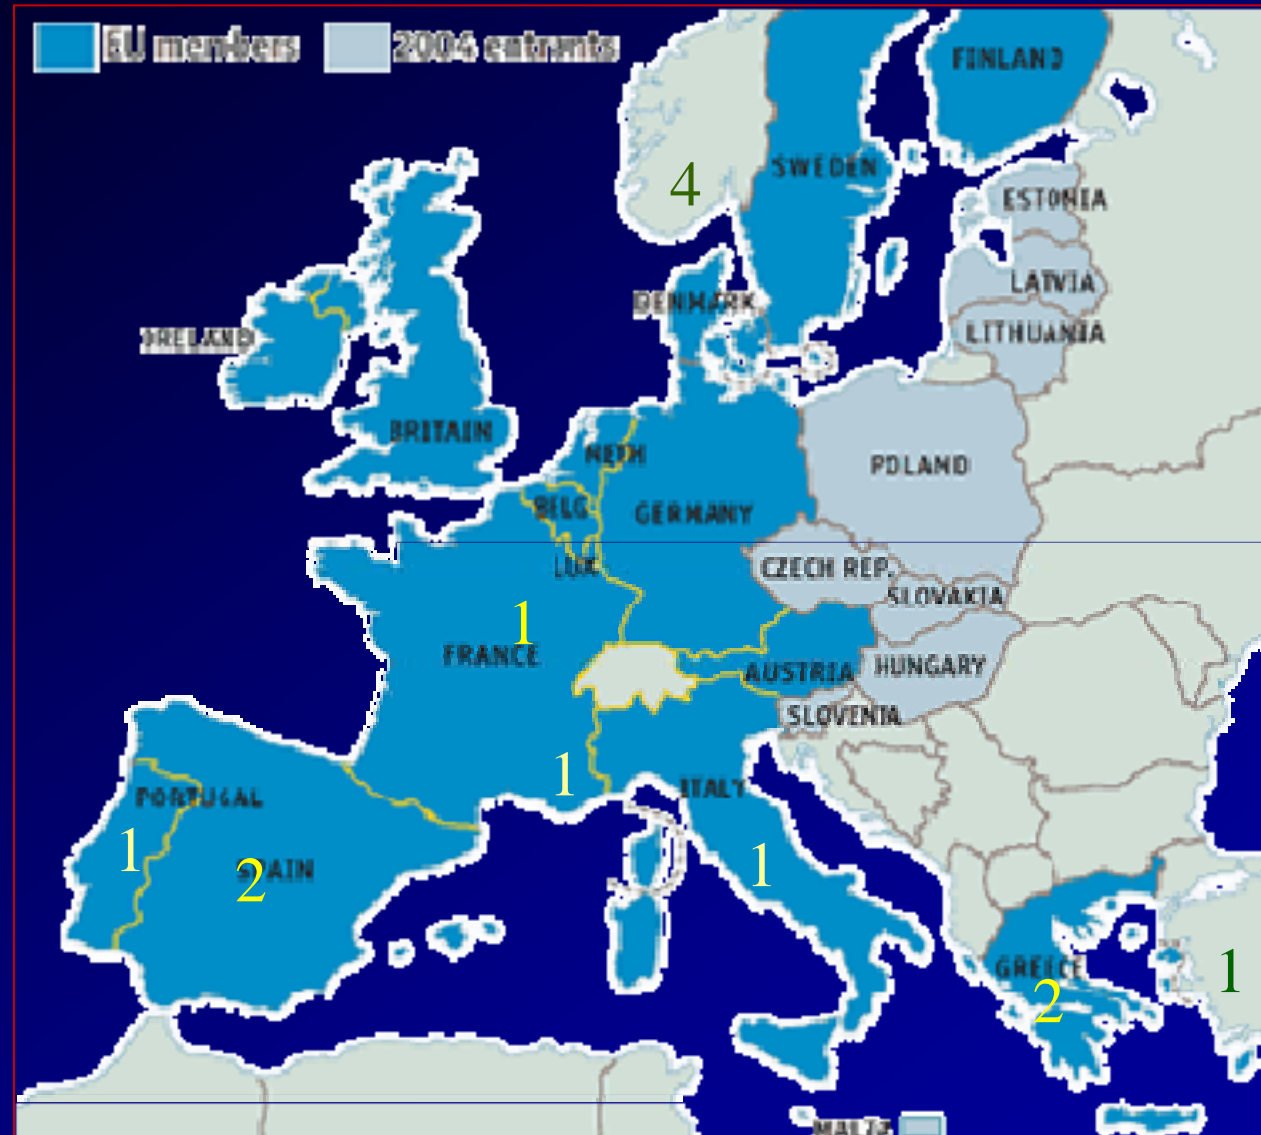 EU members 2004 entrants
FINLAND
4
SWEDEN
ESTONIA
LATVIA
DENMARK
LITHUANIA
IRELAND
BRITAIN
NETH
POLAND
BELG
GERMANY
LUX
CZECH REP.
SLOVAKIA
1
FRANCE
AUSTRIA
HUNGARY
SLOVENIA
1
ITALY
PORTUGAL
1
2
SPAIN
1
GREECE
1
2
MALTA